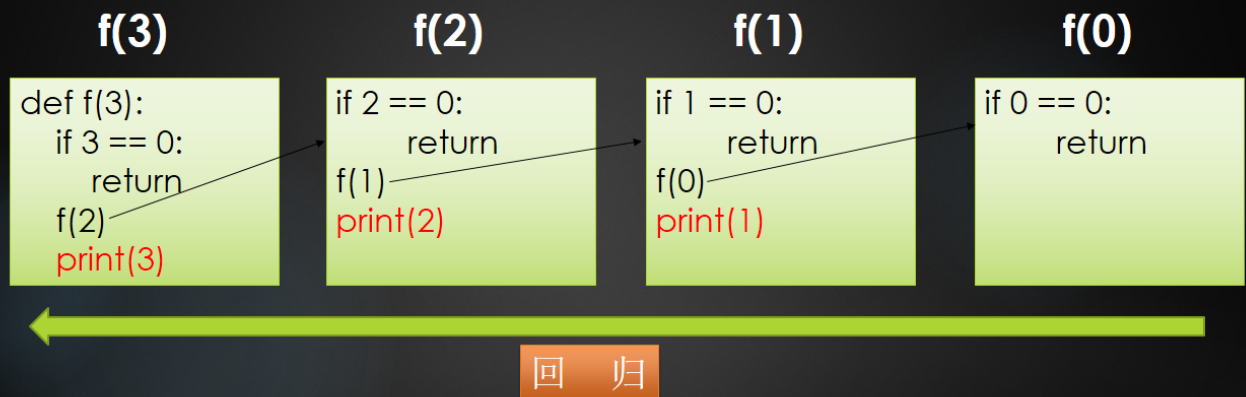 f(3)
f(2)
f(1)
f(0)
def f(3):
if 3 == 0:
return
f(2)
print(3)
if 2 == 0:
return
f(1)
print(2)
if 1 == 0:
return
f(0)
print(1)
if 0 == 0:
return
回 归